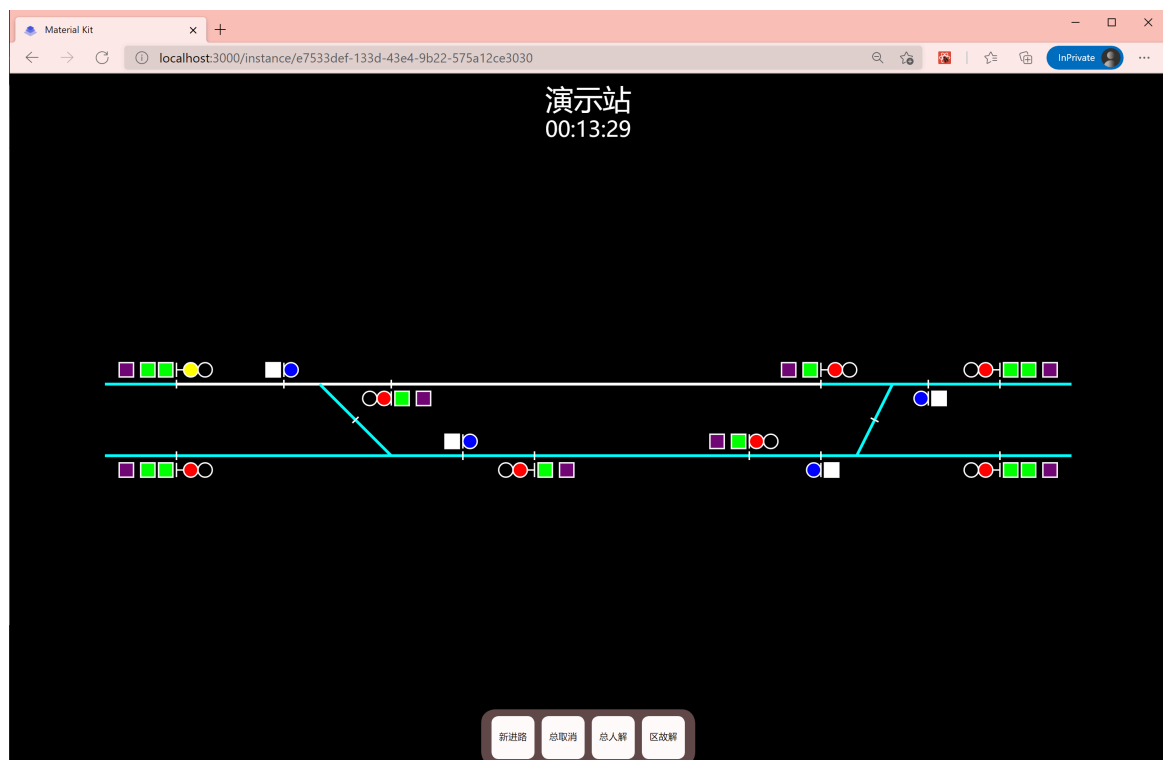 Material Kit
localhost:3000/instance/e7533def-133d-43e4-9b22-575a12ce3030
InPrivate
演示站
00:13:29
新进路 总取消 总人解 区故解